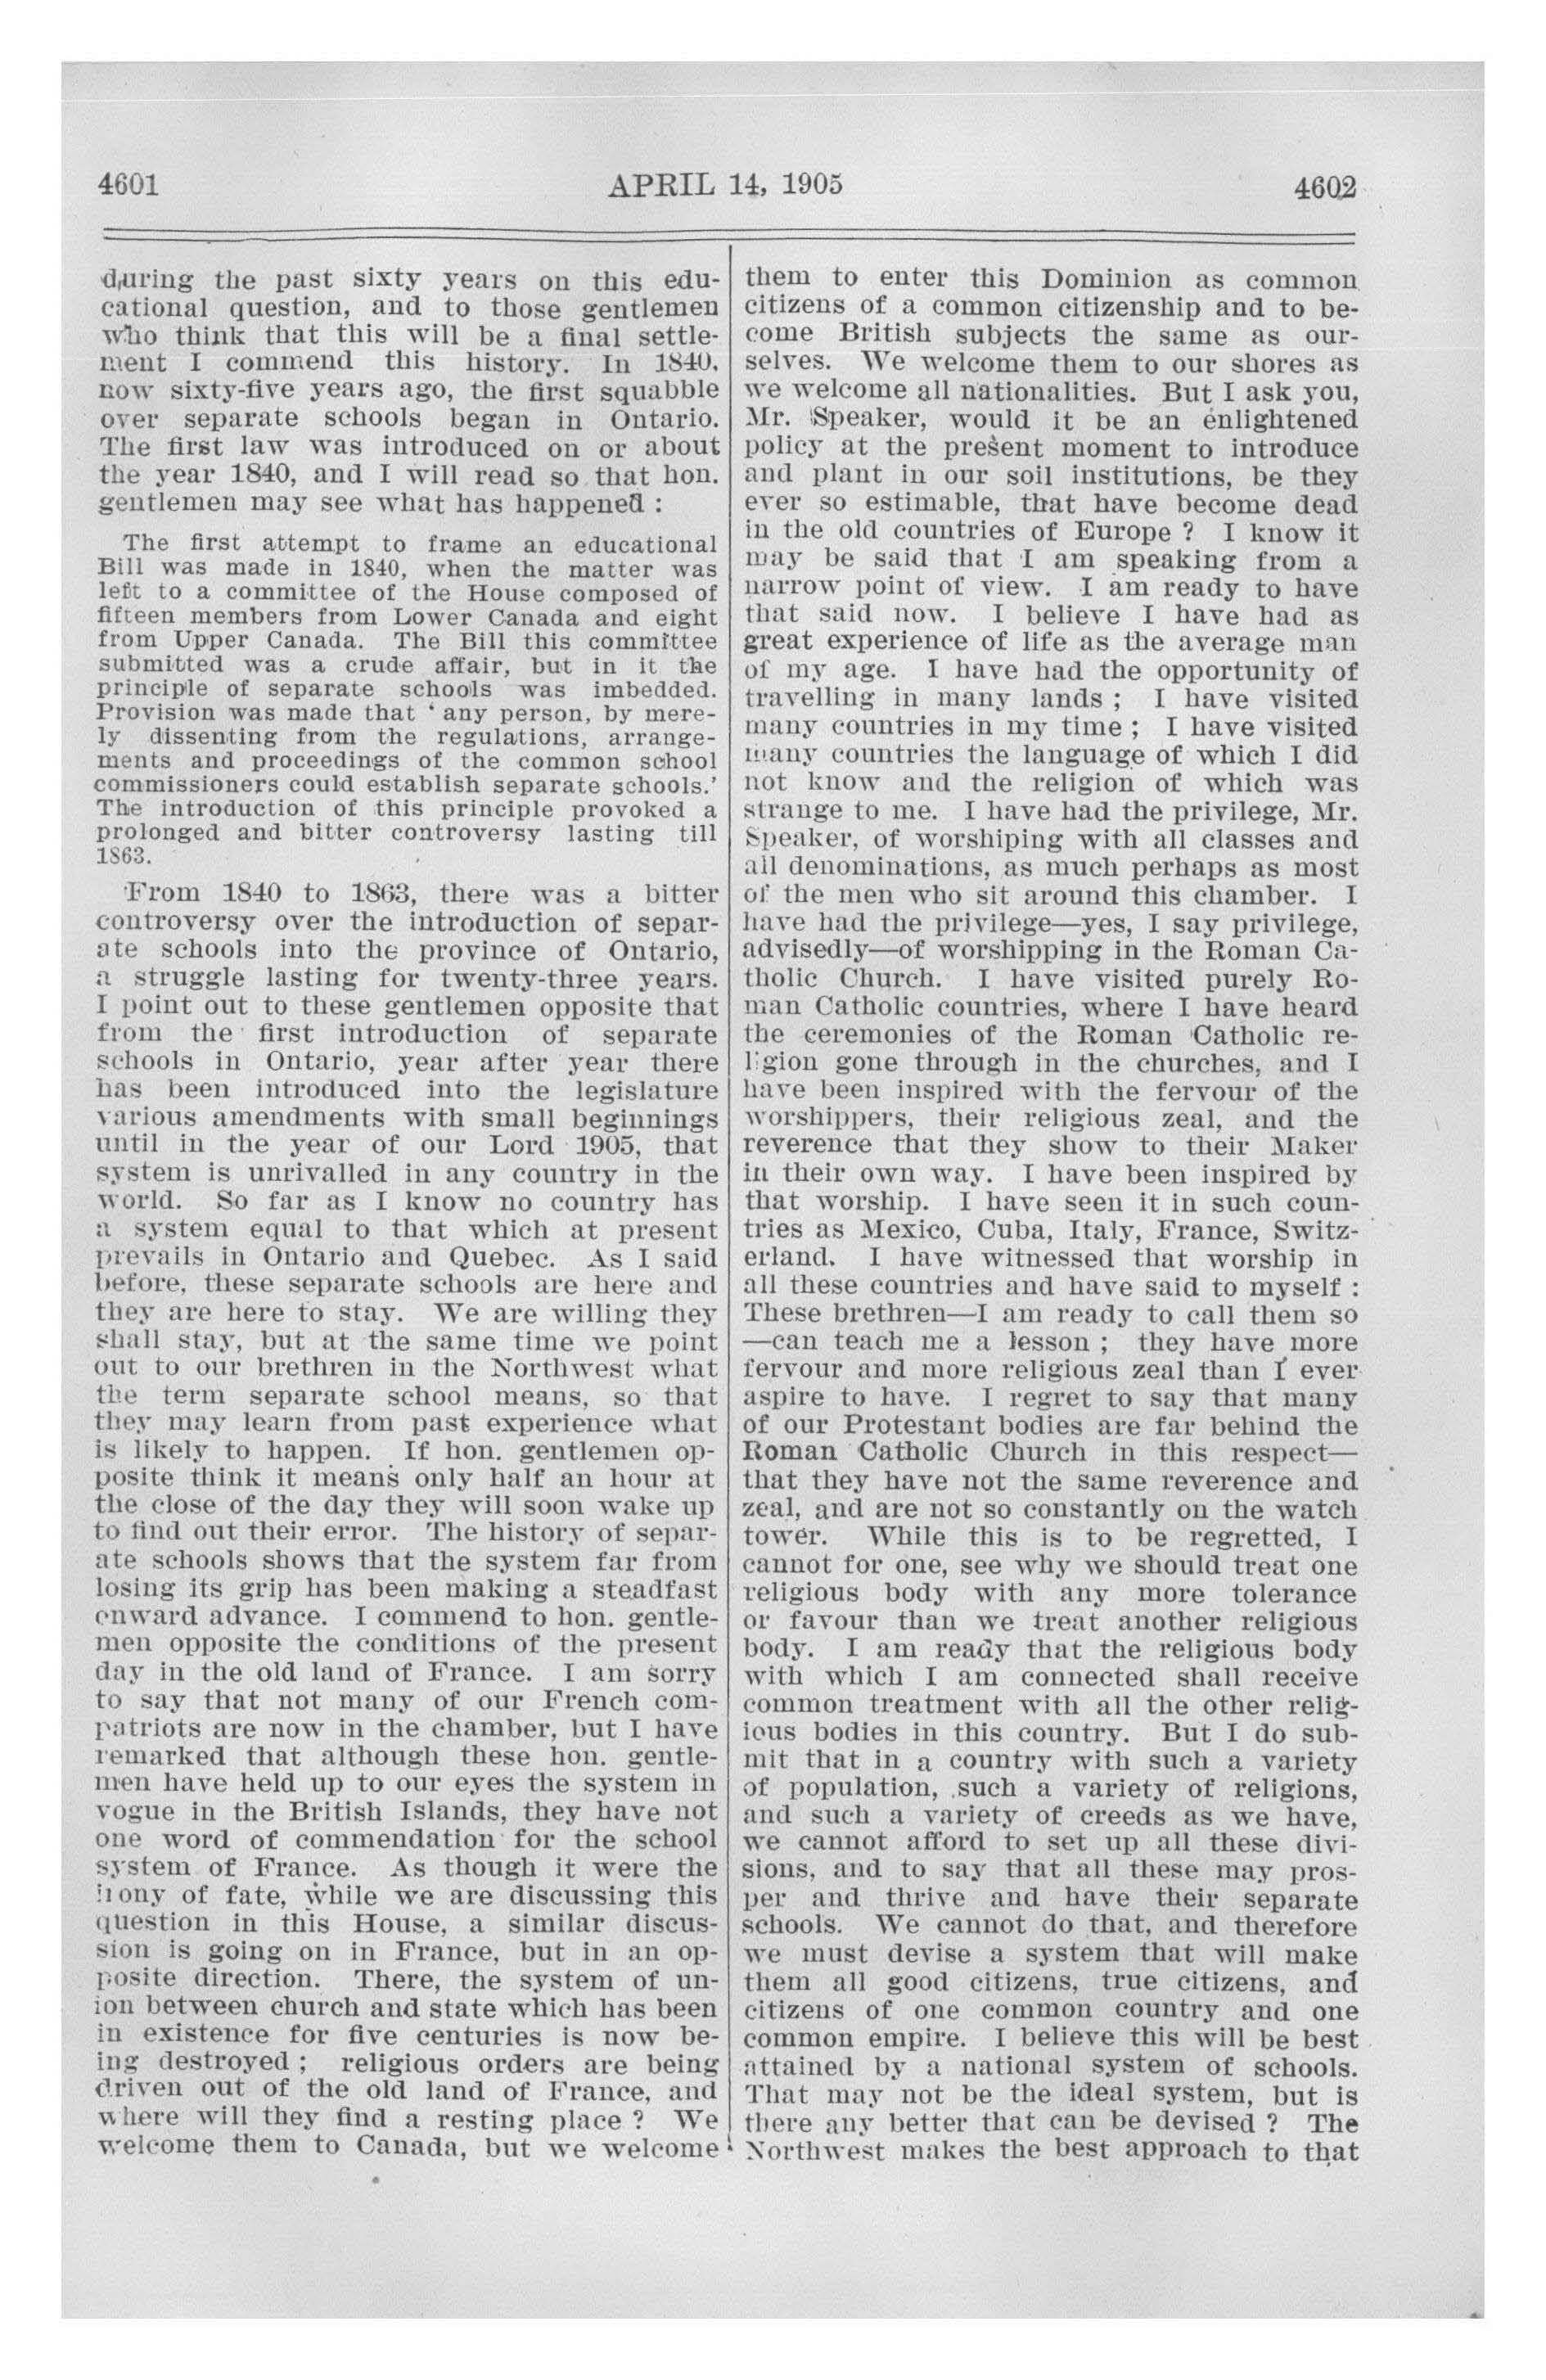 4601
APRIL 14, 1905
4602
during the past sixty years on this edu-
cational question, and to those gentlemen
who think that this will be a final settle-
ment I commend this history. In 1840,
now sixty-five years ago, the first squabble
over separate schools began in Ontario.
The first law was introduced on or about
the year 1840, and I will read so that hon.
gentlemen may see what has happened :
The first attempt to frame an educational
Bill was made in 1840, when the matter was
left to a committee of the House composed of
fifteen members from Lower Canada and eight
from Upper Canada. The Bill this committee
submitted was a crude affair, but in it the
principle of separate schools was imbedded.
Provision was made that ' any person, by mere-
ly dissenting from the regulations, arrange-
ments and proceedings of the common school
commissioners could establish separate schools.'
The introduction of this principle provoked a
prolonged and bitter controversy lasting till
1863.
From 1840 to 1863, there was a bitter
controversy over the introduction of separ-
ate schools into the province of Ontario,
a struggle lasting for twenty-three years.
I point out to these gentlemen opposite that
from the first introduction of separate
schools in Ontario, year after year there
has been introduced into the legislature
various amendments with small beginnings
until in the year of our Lord 1905, that
system is unrivalled in any country in the
world. So far as I know no country has
a system equal to that which at present
prevails in Ontario and Quebec. As I said
before, these separate schools are here and
they are here to stay. We are willing they
shall stay, but at the same time we point
out to our brethren in the Northwest what
the term separate school means, so that
they may learn from past experience what
is likely to happen. If hon. gentlemen op-
posite think it means only half an hour at
the close of the day they will soon wake up
to find out their error. The history of separ-
ate schools shows that the system far from
losing its grip has been making a steadfast
onward advance. I commend to hon. gentle-
men opposite the conditions of the present
day in the old land of France. I am sorry
to say that not many of our French com-
patriots are now in the chamber, but I have
remarked that although these hon. gentle-
men have held up to our eyes the system in
vogue in the British Islands, they have not
one word of commendation for the school
system of France. As though it were the
irony of fate, while we are discussing this
question in this House, a similar discus-
sion is going on in France, but in an op-
posite direction. There, the system of un-
ion between church and state which has been
in existence for five centuries is now be-
ing destroyed ; religious orders are being
driven out of the old land of France, and
where will they find a resting place ? We
welcome them to Canada, but we welcome
them to enter this Dominion as common
citizens of a common citizenship and to be-
come British subjects the same as our-
selves. We welcome them to our shores as
we welcome all nationalities. But I ask you,
Mr. Speaker, would it be an enlightened
policy at the present moment to introduce
and plant in our soil institutions, be they
ever so estimable, that have become dead
in the old countries of Europe ? I know it
may be said that I am speaking from a
narrow point of view. I am ready to have
that said now. I believe I have had as
great experience of life as the average man
of my age. I have had the opportunity of
travelling in many lands ; I have visited
many countries in my time ; I have visited
many countries the language of which I did
not know and the religion of which was
strange to me. I have had the privilege, Mr.
Speaker, of worshiping with all classes and
all denominations, as much perhaps as most
of the men who sit around this chamber. I
have had the privilege—yes, I say privilege,
advisedly—of worshipping in the Roman Ca-
tholic Church. I have visited purely Ro-
man Catholic countries, where I have heard
the ceremonies of the Roman Catholic re-
ligion gone through in the churches, and I
have been inspired with the fervour of the
worshippers, their religious zeal, and the
reverence that they show to their Maker
in their own way. I have been inspired by
that worship. I have seen it in such coun-
tries as Mexico, Cuba, Italy, France, Switz-
erland. I have witnessed that worship in
all these countries and have said to myself :
These brethren—I am ready to call them so
—can teach me a lesson ; they have more
fervour and more religious zeal than I ever
aspire to have. I regret to say that many
of our Protestant bodies are far behind the
Roman Catholic Church in this respect—
that they have not the same reverence and
zeal, and are not so constantly on the watch
tower. While this is to be regretted, I
cannot for one, see why we should treat one
religious body with any more tolerance
or favour than we treat another religious
body. I am ready that the religious body
with which I am connected shall receive
common treatment with all the other relig-
ious bodies in this country. But I do sub-
mit that in a country with such a variety
of population, such a variety of religions,
and such a variety of creeds as we have,
we cannot afford to set up all these divi-
sions, and to say that all these may pros-
per and thrive and have their separate
schools. We cannot do that, and therefore
we must devise a system that will make
them all good citizens, true citizens, and
citizens of one common country and one
common empire. I believe this will be best
attained by a national system of schools.
That may not be the ideal system, but is
there any better that can be devised ? The
Northwest makes the best approach to that